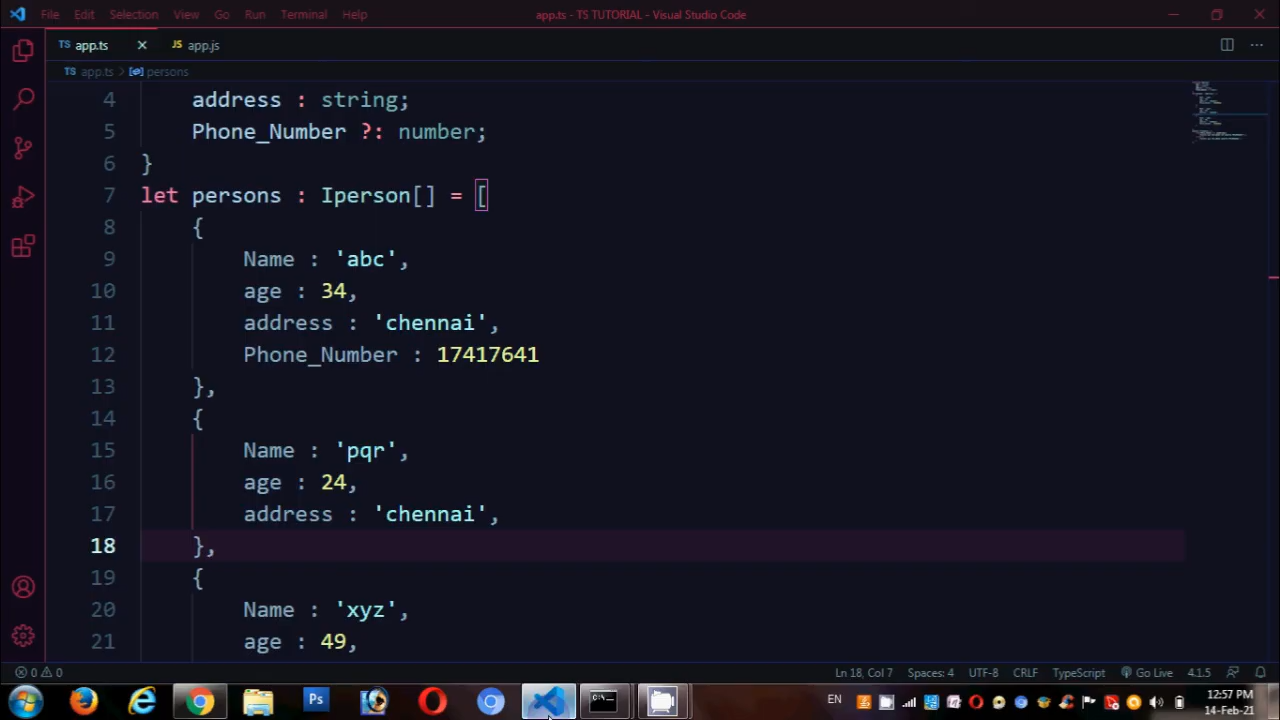 File Edit Selection View Go Run Terminal Help app.ts - TS TUTORIAL - Visual Studio Code
TS app.ts JS app.js
TS app.ts persons
4 address : string;
5 Phone_Number ?: number;
6 }
7 let persons : Iperson[] = [
8 {
9 Name : 'abc',
10 age : 34,
11 address : 'chennai',
12 Phone_Number : 17417641
13 },
14 {
15 Name : 'pqr',
16 age : 24,
17 address : 'chennai',
18 },
19 {
20 Name : 'xyz',
21 age : 49,
0 0 Ln 18, Col 7 Spaces: 4 UTF-8 CRLF TypeScript Go Live 4.1.5
Ps EN 12:57 PM
14-Feb-21